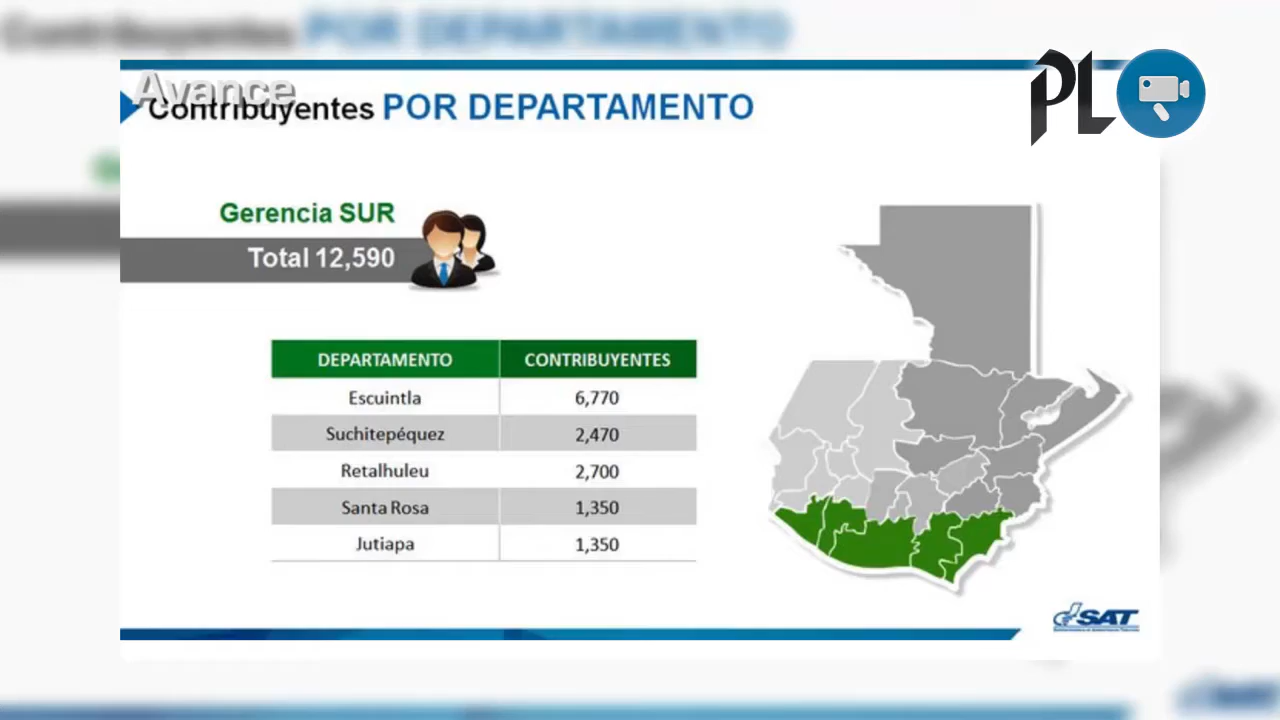 Avance
Contribuyentes POR DEPARTAMENTO
PL
Gerencia SUR
Total 12,590
DEPARTAMENTO CONTRIBUYENTES
Escuintla 6,770
Suchitepéquez 2,470
Retalhuleu 2,700
Santa Rosa 1,350
Jutiapa 1,350
SAT